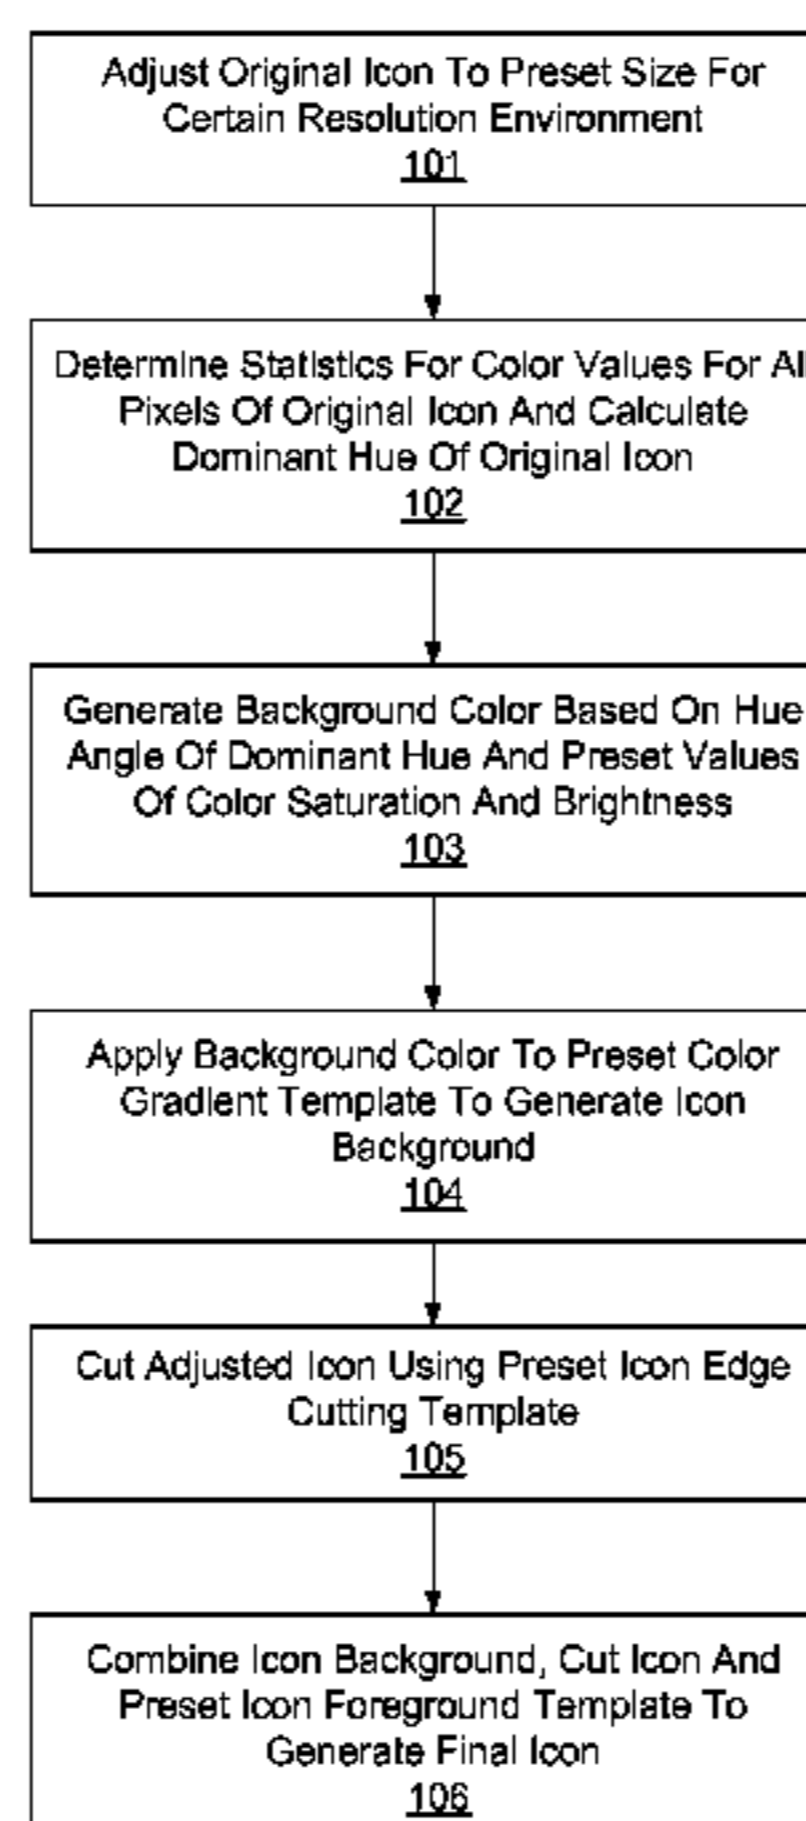 Adjust Original Icon To Preset Size For
Certain Resolution Environment
101
Determine Statistics For Color Values For All
Pixels Of Original Icon And Calculate
Dominant Hue Of Original Icon
102
Generate Background Color Based On Hue
Angle Of Dominant Hue And Preset Values
Of Color Saturation And Brightness
103
Apply Background Color To Preset Color
Gradient Template To Generate Icon
Background
104
Cut Adjusted Icon Using Preset Icon Edge
Cutting Template
105
Combine Icon Background, Cut Icon And
Preset Icon Foreground Template To
Generate Final Icon
106